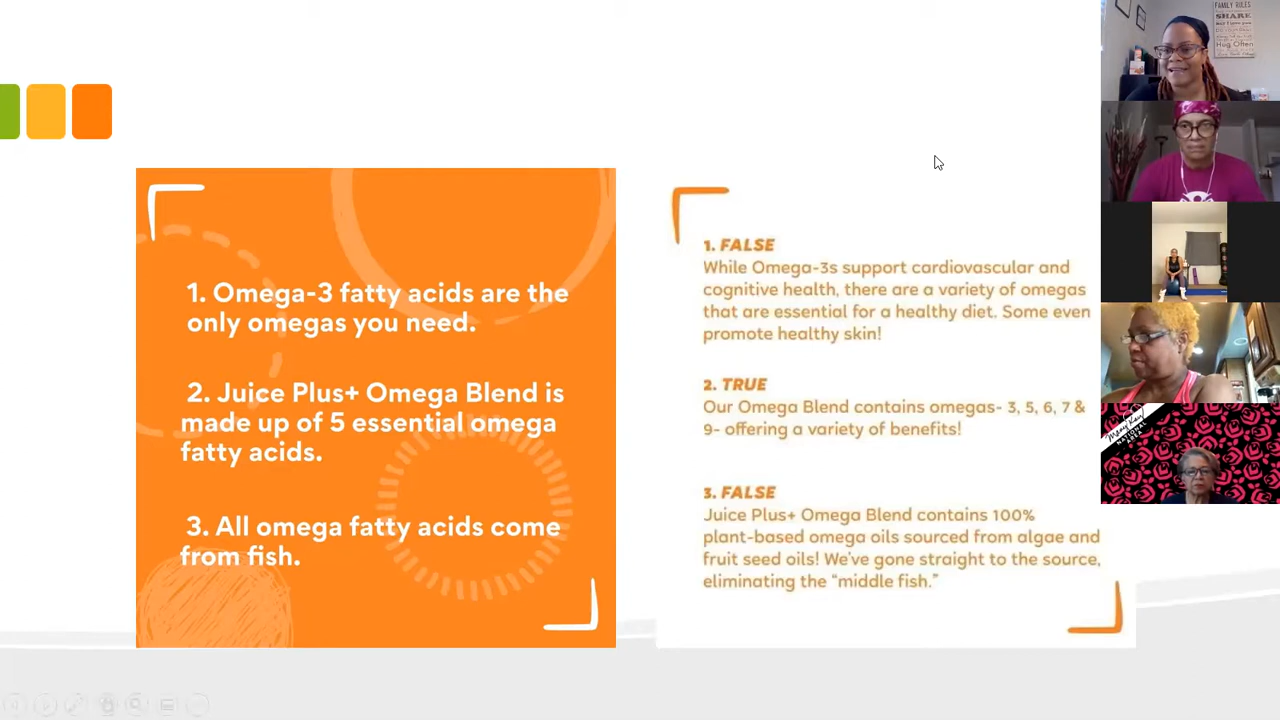 1. Omega-3 fatty acids are the
only omegas you need.
2. Juice Plus+ Omega Blend is
made up of 5 essential omega
fatty acids.
3. All omega fatty acids come
from fish.
1. FALSE
While Omega-3s support cardiovascular and
cognitive health, there are a variety of omegas
that are essential for a healthy diet. Some even
promote healthy skin!
2. TRUE
Our Omega Blend contains omegas- 3, 5, 6, 7 &
9- offering a variety of benefits!
3. FALSE
Juice Plus+ Omega Blend contains 100%
plant-based omega oils sourced from algae and
fruit seed oils! We've gone straight to the source,
eliminating the “middle fish.”
FAMILY RULES
SHARE
Hug Often
Mary Kay
NATIONAL
AREA